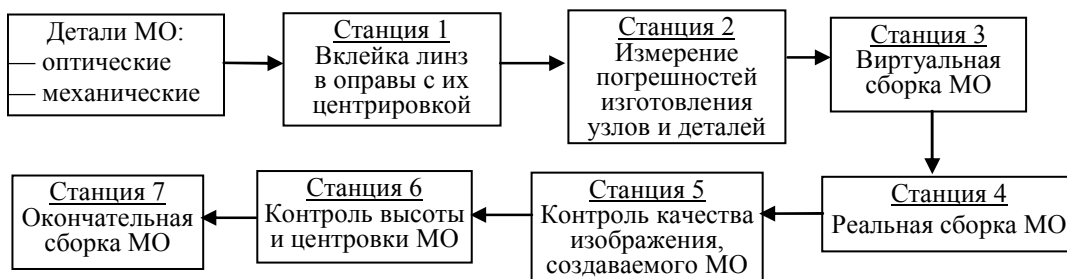 Детали МО:
— оптические
— механические
Станция 1
Вклейка линз
в оправы с их
центрировкой
Станция 2
Измерение
погрешностей
изготовления
узлов и деталей
Станция 3
Виртуальная
сборка МО
Станция 4
Реальная сборка МО
Станция 5
Контроль качества
изображения,
создаваемого МО
Станция 6
Контроль высоты
и центровки МО
Станция 7
Окончательная
сборка МО